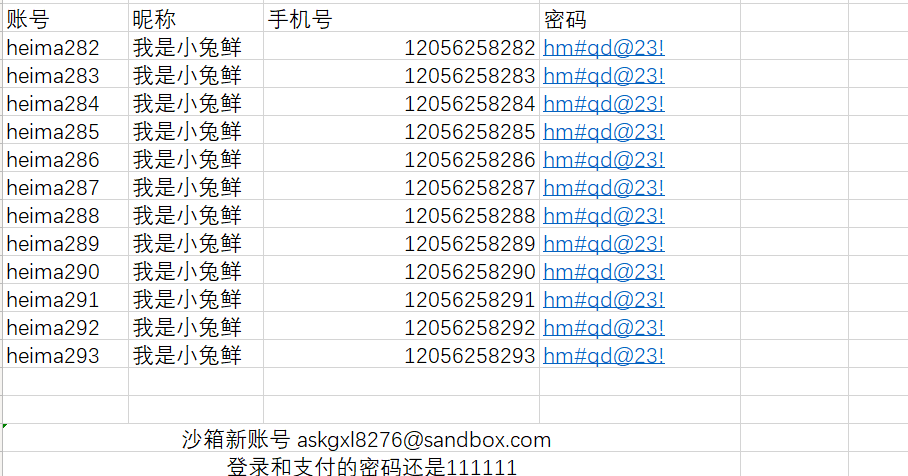 账号 昵称 手机号 密码
heima282 我是小兔鲜 12056258282 hm#qd@23!
heima283 我是小兔鲜 12056258283 hm#qd@23!
heima284 我是小兔鲜 12056258284 hm#qd@23!
heima285 我是小兔鲜 12056258285 hm#qd@23!
heima286 我是小兔鲜 12056258286 hm#qd@23!
heima287 我是小兔鲜 12056258287 hm#qd@23!
heima288 我是小兔鲜 12056258288 hm#qd@23!
heima289 我是小兔鲜 12056258289 hm#qd@23!
heima290 我是小兔鲜 12056258290 hm#qd@23!
heima291 我是小兔鲜 12056258291 hm#qd@23!
heima292 我是小兔鲜 12056258292 hm#qd@23!
heima293 我是小兔鲜 12056258293 hm#qd@23!
沙箱新账号 askgxl8276@sandbox.com
登录和支付的密码还是111111